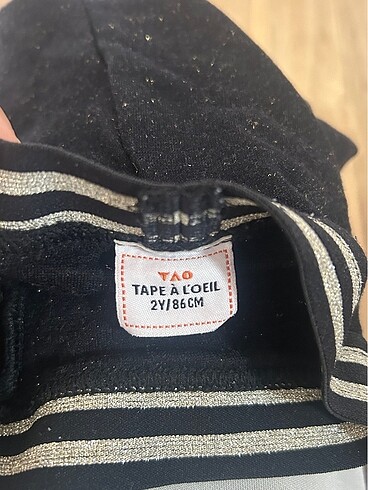 TAO
TAPE À L'OEIL
2Y/86CM